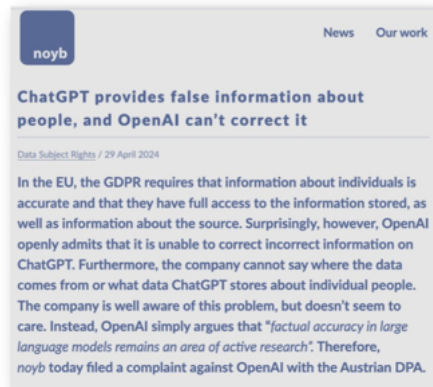 noyb
News Our work
ChatGPT provides false information about
people, and OpenAI can't correct it
Data Subject Rights / 29 April 2024
In the EU, the GDPR requires that information about individuals is
accurate and that they have full access to the information stored, as
well as information about the source. Surprisingly, however, OpenAI
openly admits that it is unable to correct incorrect information on
ChatGPT. Furthermore, the company cannot say where the data
comes from or what data ChatGPT stores about individual people.
The company is well aware of this problem, but doesn't seem to
care. Instead, OpenAI simply argues that "factual accuracy in large
language models remains an area of active research". Therefore,
noyb today filed a complaint against OpenAI with the Austrian DPA.